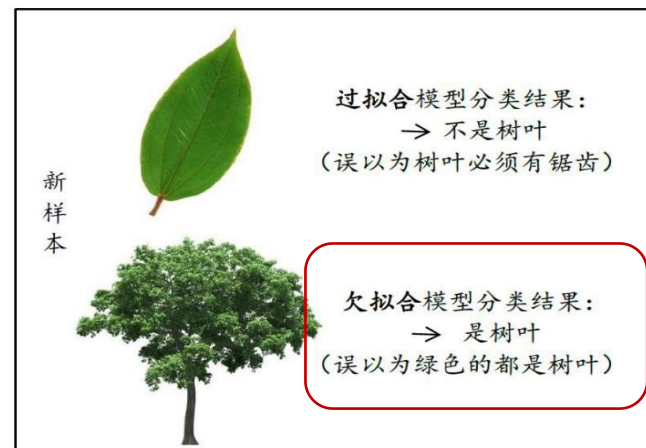 新样本
过拟合模型分类结果：
→ 不是树叶
（误以为树叶必须有锯齿）
欠拟合模型分类结果：
→ 是树叶
（误以为绿色的都是树叶）